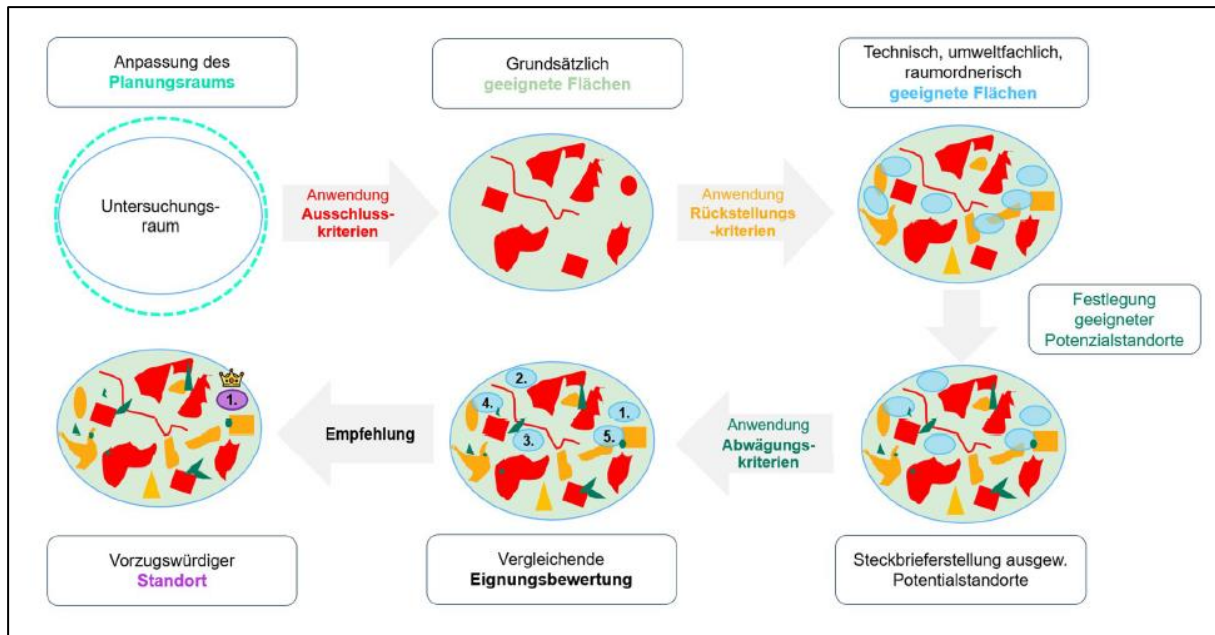 Anpassung des
Planungsraums
Grundsätzlich
geeignete Flächen
Technisch, umweltfachlich,
raumordnerisch
geeignete Flächen
Untersuchungs-
raum
Anwendung
Ausschluss-
kriterien
Anwendung
Rückstellungs
-kriterien
Festlegung
geeigneter
Potenzialstandorte
1.
Empfehlung
2.
4.
1.
3.
5.
Anwendung
Abwägungs-
kriterien
Vorzugswürdiger
Standort
Vergleichende
Eignungsbewertung
Steckbrieferstellung ausgew.
Potentialstandorte